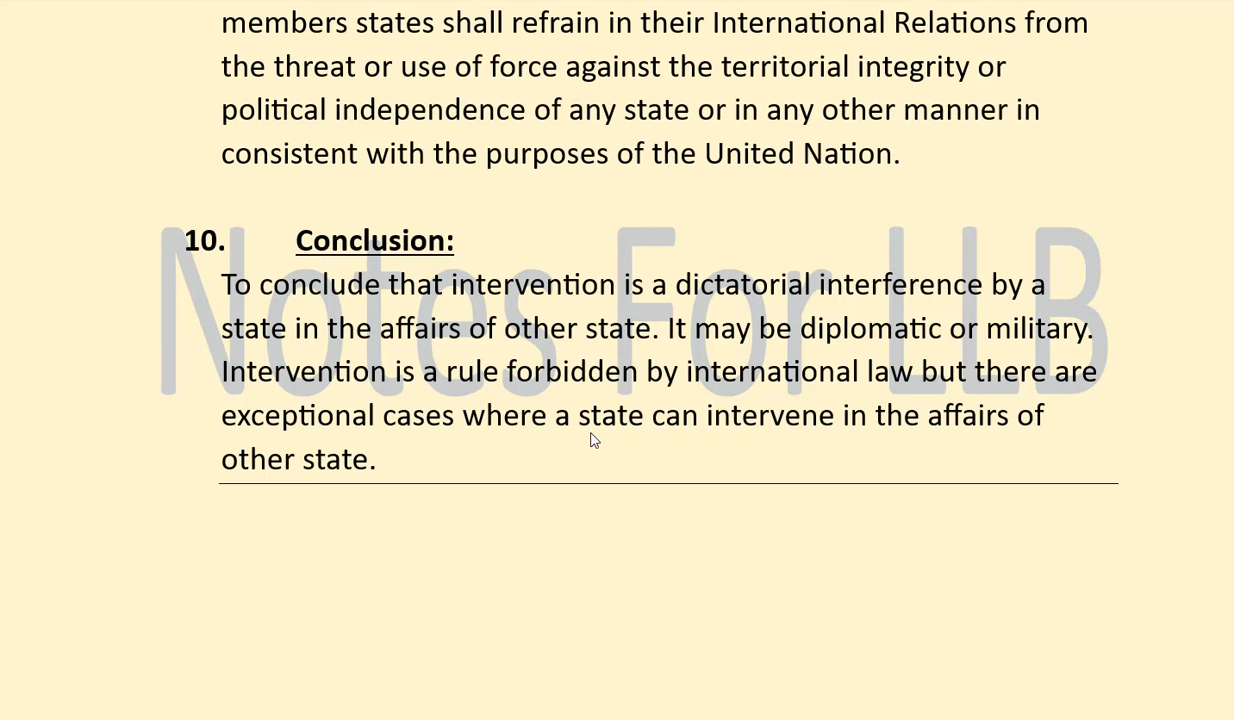 members states shall refrain in their International Relations from
the threat or use of force against the territorial integrity or
political independence of any state or in any other manner in
consistent with the purposes of the United Nation.
10. Conclusion:
To conclude that intervention is a dictatorial interference by a
state in the affairs of other state. It may be diplomatic or military.
Intervention is a rule forbidden by international law but there are
exceptional cases where a state can intervene in the affairs of
other state.
Notes For LLB